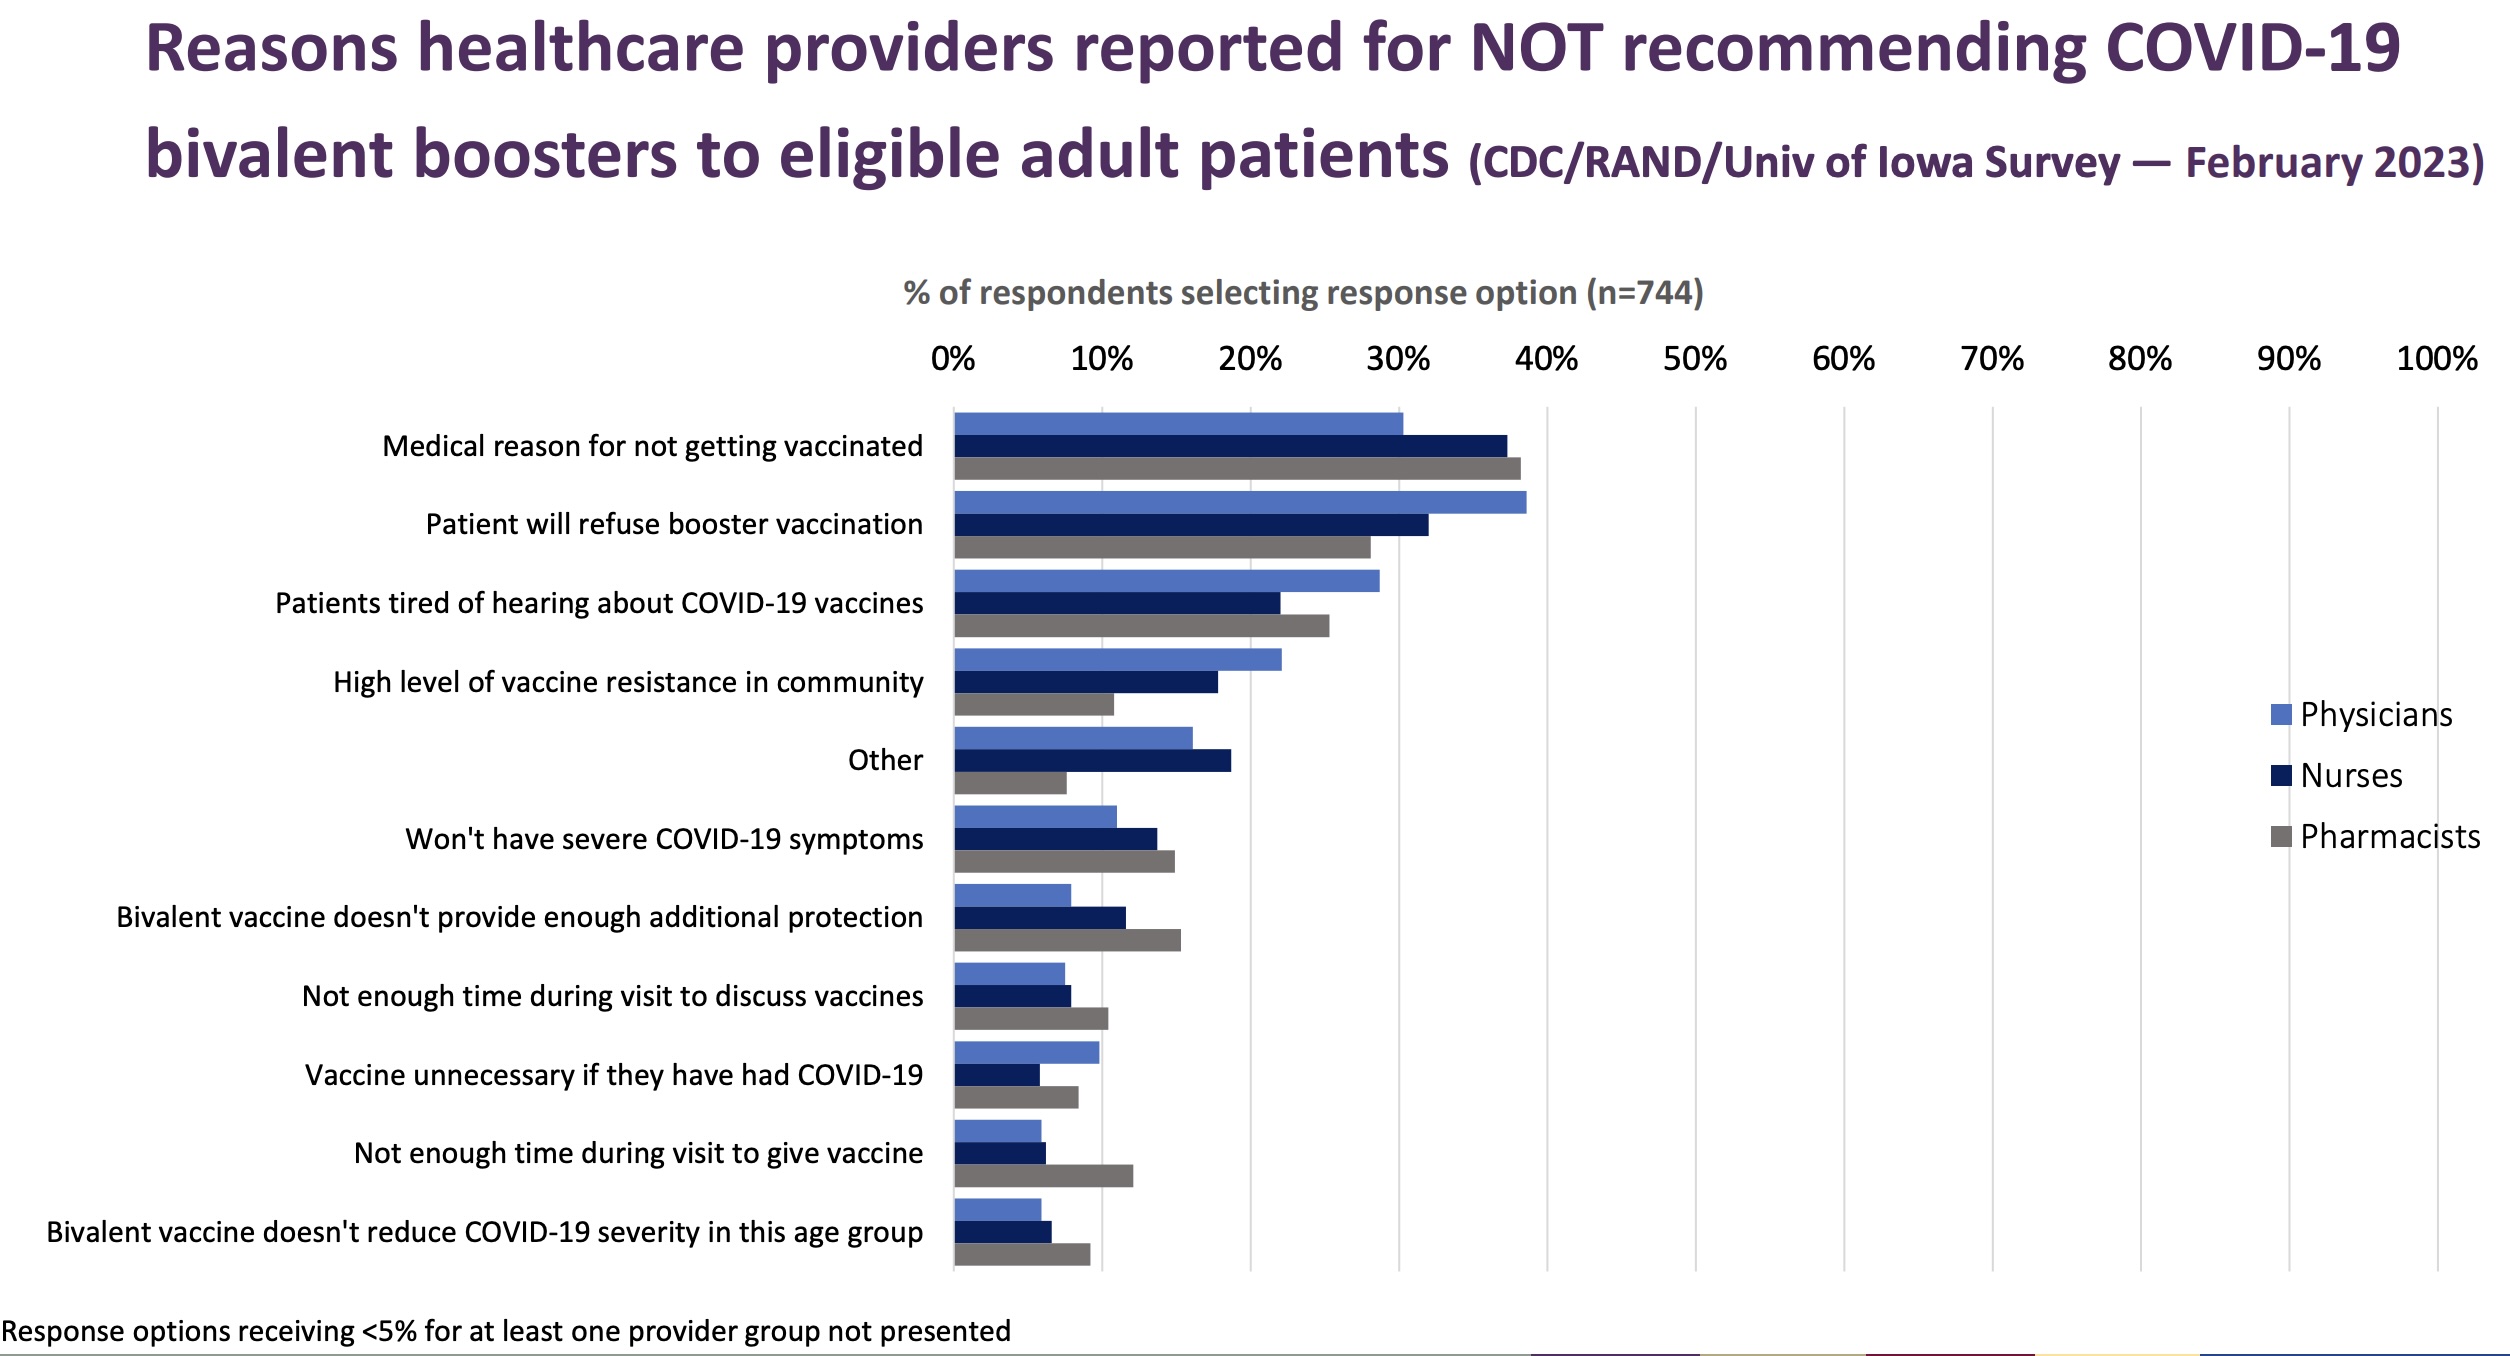 Reasons healthcare providers reported for NOT recommending COVID-19
bivalent boosters to eligible adult patients (CDC/RAND/Univ of Iowa Survey — February 2023)
% of respondents selecting response option (n=744)
0% 10% 20% 30% 40% 50% 60% 70% 80% 90% 100%
Medical reason for not getting vaccinated
Patient will refuse booster vaccination
Patients tired of hearing about COVID-19 vaccines
High level of vaccine resistance in community
Other
Won't have severe COVID-19 symptoms
Bivalent vaccine doesn't provide enough additional protection
Not enough time during visit to discuss vaccines
Vaccine unnecessary if they have had COVID-19
Not enough time during visit to give vaccine
Bivalent vaccine doesn't reduce COVID-19 severity in this age group
Physicians
Nurses
Pharmacists
Response options receiving <5% for at least one provider group not presented